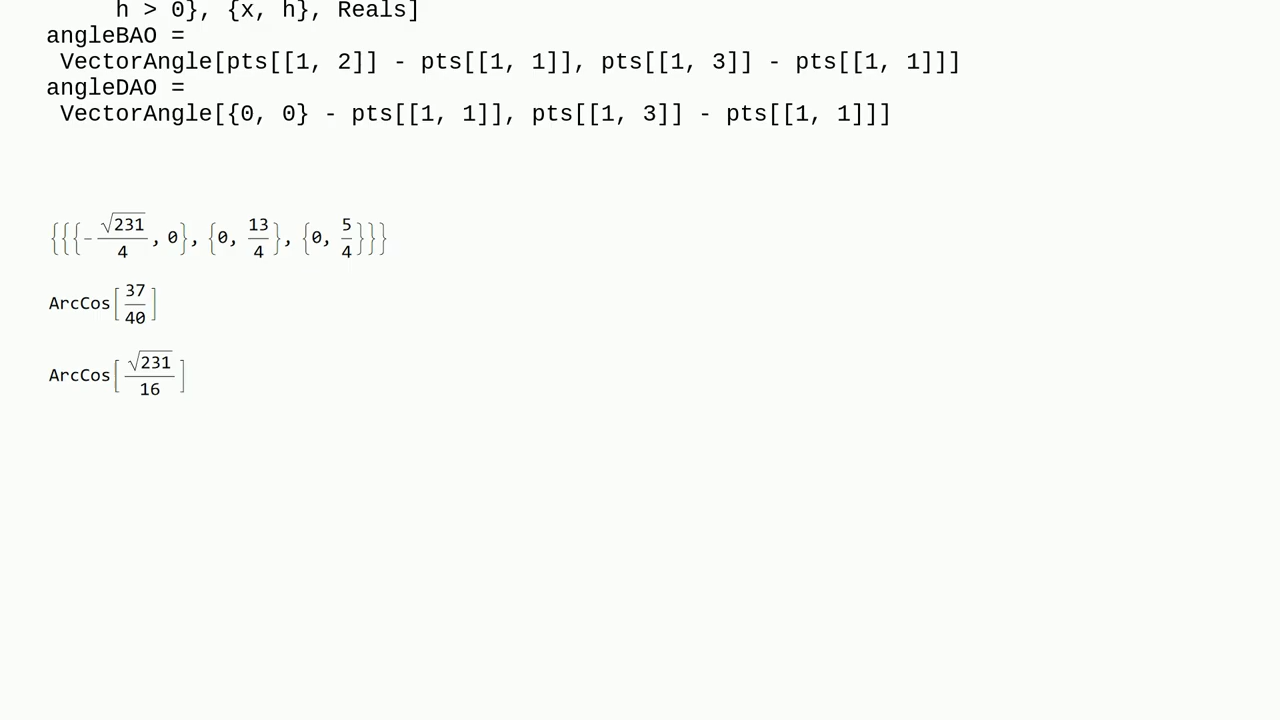 h > 0}, {x, h}, Reals]
angleBAO =
VectorAngle[pts[[1, 2]] - pts[[1, 1]], pts[[1, 3]] - pts[[1, 1]]]
angleDAO =
VectorAngle[{0, 0} - pts[[1, 1]], pts[[1, 3]] - pts[[1, 1]]]
{{{-√231/4, 0}, {0, 13/4}, {0, 5/4}}}
ArcCos[37/40]
ArcCos[√231/16]